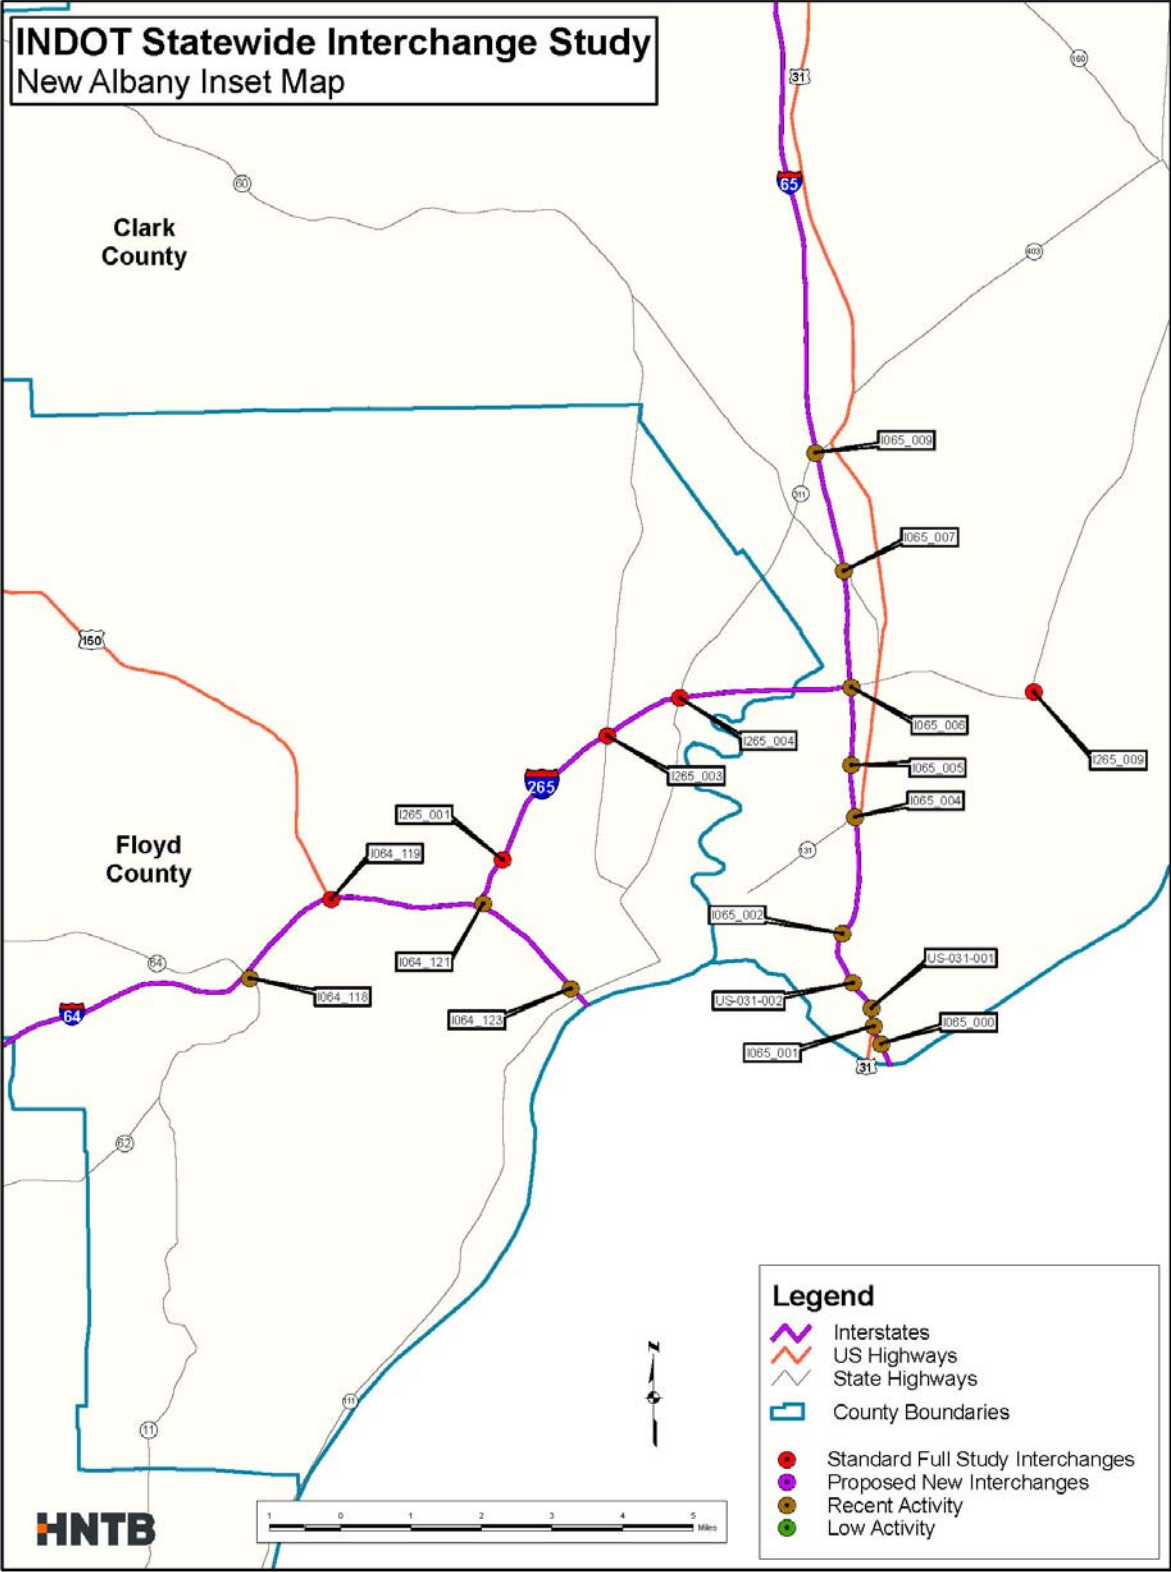 INDOT Statewide Interchange Study
New Albany Inset Map
31
160
65
60
Clark
County
403
I065_009
311
I065_007
150
I065_006
I265_004
I265_009
I265_003
I065_005
265
I065_004
I265_001
Floyd
County
I064_119
131
I065_002
I064_121
64
US-031-001
US-031-002
I064_118
64
I064_123
I065_000
I065_001
31
62
Legend
Interstates
US Highways
State Highways
County Boundaries
Standard Full Study Interchanges
Proposed New Interchanges
Recent Activity
Low Activity
N
111
11
HNTB
1 0 1 2 3 4 5
Miles